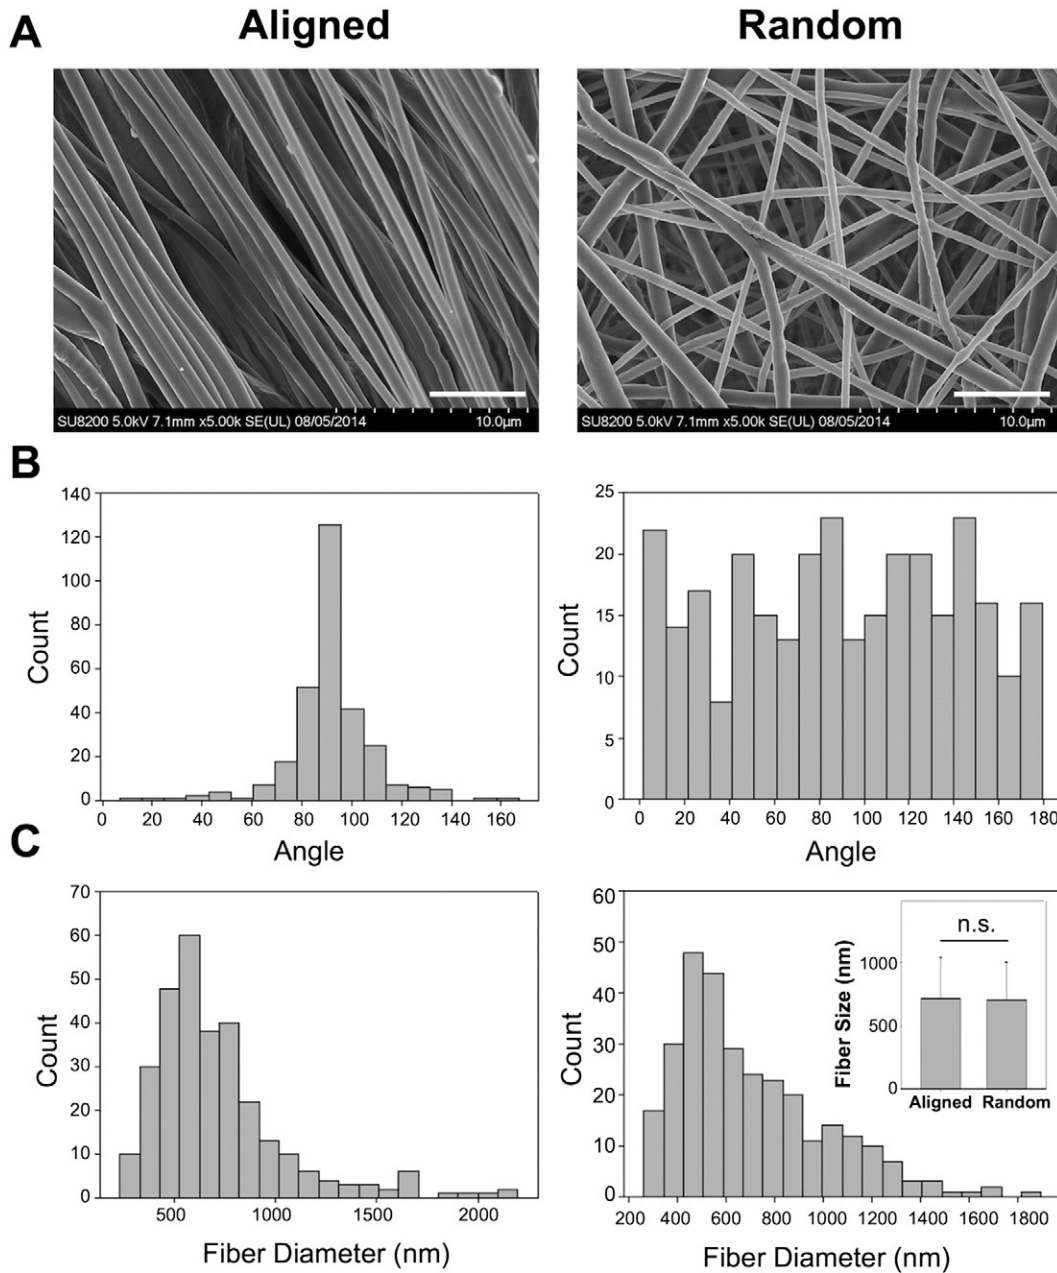 A
Aligned
Random
SU8200 5.0kV 7.1mm x5.00k SE(UL) 08/05/2014
10.0µm
SU8200 5.0kV 7.1mm x5.00k SE(UL) 08/05/2014
10.0µm
B
140
120
100
80
60
40
20
0
Count
0 20 40 60 80 100 120 140 160
Angle
25
20
15
10
5
0
Count
0 20 40 60 80 100 120 140 160 180
Angle
C
70
60
50
40
30
20
10
0
Count
500 1000 1500 2000
Fiber Diameter (nm)
60
50
40
30
20
10
0
Count
200 400 600 800 1000 1200 1400 1600 1800
Fiber Diameter (nm)
n.s.
1000
500
0
Fiber Size (nm)
Aligned Random